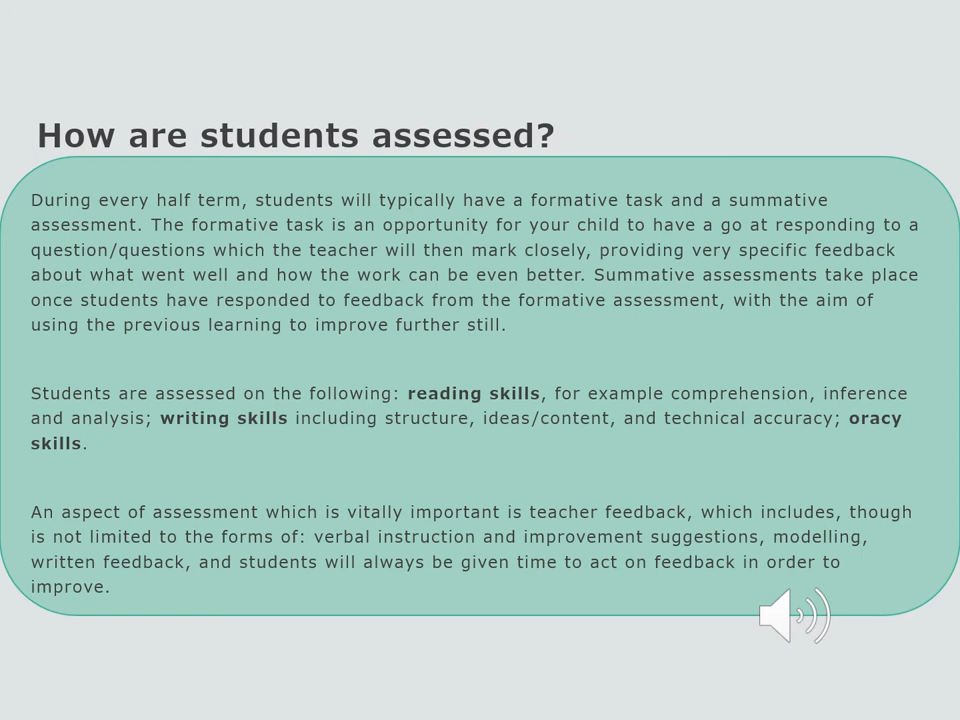 How are students assessed?
During every half term, students will typically have a formative task and a summative
assessment. The formative task is an opportunity for your child to have a go at responding to a
question/questions which the teacher will then mark closely, providing very specific feedback
about what went well and how the work can be even better. Summative assessments take place
once students have responded to feedback from the formative assessment, with the aim of
using the previous learning to improve further still.
Students are assessed on the following: reading skills, for example comprehension, inference
and analysis; writing skills including structure, ideas/content, and technical accuracy; oracy
skills.
An aspect of assessment which is vitally important is teacher feedback, which includes, though
is not limited to the forms of: verbal instruction and improvement suggestions, modelling,
written feedback, and students will always be given time to act on feedback in order to
improve.